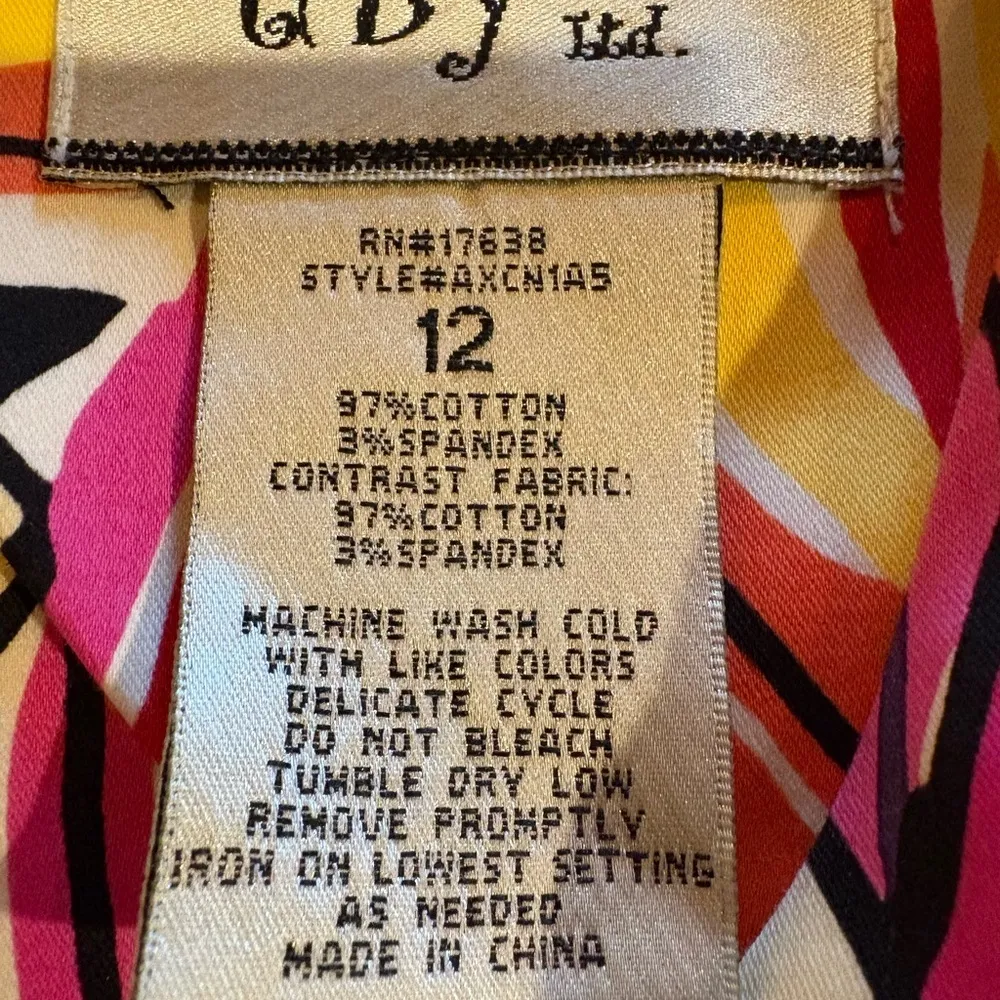 Ltd.
RN#17638
STYLE#AXCN1A5
12
97%COTTON
3%SPANDEX
CONTRAST FABRIC:
97%COTTON
3%SPANDEX
MACHINE WASH COLD
WITH LIKE COLORS
DELICATE CYCLE
DO NOT BLEACH
TUMBLE DRY LOW
REMOVE PROMPTLY
IRON ON LOWEST SETTING
AS NEEDED
MADE IN CHINA